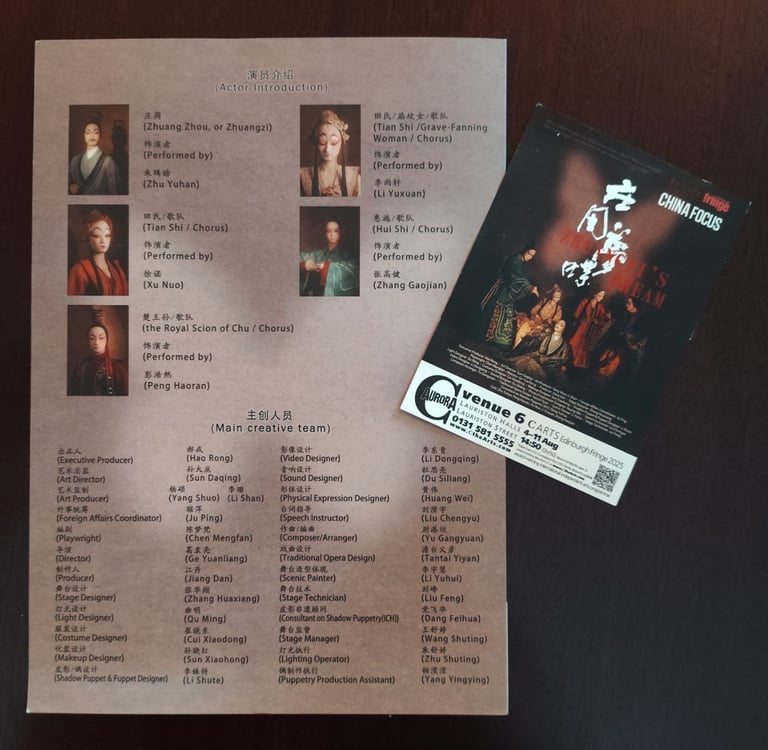 演员介绍
(Actor Introduction)
庄周
(Zhuang Zhou, or Zhuangzi)
饰演者
(Performed by)
朱瑀晗
(Zhu Yuhan)
田氏/扇坟女/歌队
(Tian Shi /Grave-Fanning
Woman / Chorus)
饰演者
(Performed by)
李雨轩
(Li Yuxuan)
田氏/歌队
(Tian Shi / Chorus)
饰演者
(Performed by)
徐诺
(Xu Nuo)
惠施/歌队
(Hui Shi / Chorus)
饰演者
(Performed by)
张高健
(Zhang Gaojian)
楚王孙/歌队
(the Royal Scion of Chu / Chorus)
饰演者
(Performed by)
彭浩然
(Peng Haoran)
主创人员
(Main creative team)
出品人 郝戎
(Executive Producer) (Hao Rong)
艺术总监 孙大庆
(Art Director) (Sun Daqing)
艺术监制 杨硕 李珊
(Art Producer) (Yang Shuo) (Li Shan)
外事统筹
(Foreign Affairs Coordinator) (Ju Ping)
编剧 陈梦梵
(Playwright) (Chen Mengfan)
导演 葛袁亮
(Director) (Ge Yuanliang)
制作人 江丹
(Producer) (Jiang Dan)
舞台设计 张华翔
(Stage Designer) (Zhang Huaxiang)
灯光设计 曲明
(Light Designer) (Qu Ming)
服装设计 崔晓东
(Costume Designer) (Cui Xiaodong)
化装设计 孙晓红
(Makeup Designer) (Sun Xiaohong)
皮影/偶设计 李姝特
(Shadow Puppet & Puppet Designer) (Li Shute)
影像设计 李东青
(Video Designer) (Li Dongqing)
音响设计 杜思亮
(Sound Designer) (Du Siliang)
形体设计 黄伟
(Physical Expression Designer) (Huang Wei)
台词指导 刘澄宇
(Speech Instructor) (Liu Chengyu)
作曲/编曲 尉港垣
(Composer/Arranger) (Yu Gangyuan)
戏曲设计 澹台义彦
(Traditional Opera Design) (Tantai Yiyan)
舞台造型体现 李宇慧
(Scenic Painter) (Li Yuhui)
舞台技术 刘峰
(Stage Technician) (Liu Feng)
皮影非遗顾问 党飞华
(Consultant on Shadow Puppetry(ICH)) (Dang Feihua)
舞台监督 王舒婷
(Stage Manager) (Wang Shuting)
灯光执行 朱舒婷
(Lighting Operator) (Zhu Shuting)
偶制作执行 杨滢滢
(Puppetry Production Assistant) (Yang Yingying)
fringe
CHINA FOCUS
庄周梦蝶
DREAM
C AURORA
venue 6 C ARTS Edinburgh Fringe 2025
LAURISTON HALLS 4–11 Aug
LAURISTON STREET 14:50
0131 581 5555
www.CtheArts.com